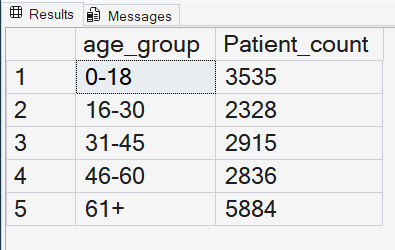 Results Messages
age_group Patient_count
1 0-18 3535
2 16-30 2328
3 31-45 2915
4 46-60 2836
5 61+ 5884